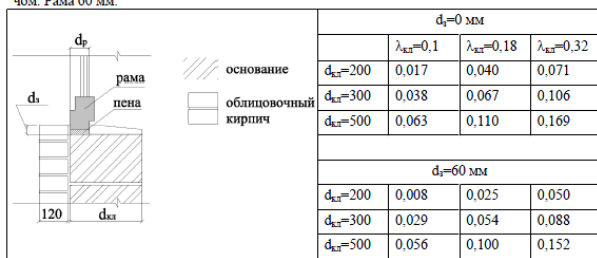 чом. Рама 60 мм.
dр
рама
пена
dз
120
dкл
основание
облицовочный
кирпич
dз=0 мм
λкл=0,1 λкл=0,18 λкл=0,32
dкл=200 0,017 0,040 0,071
dкл=300 0,038 0,067 0,106
dкл=500 0,063 0,110 0,169
dз=60 мм
dкл=200 0,008 0,025 0,050
dкл=300 0,029 0,054 0,088
dкл=500 0,056 0,100 0,152